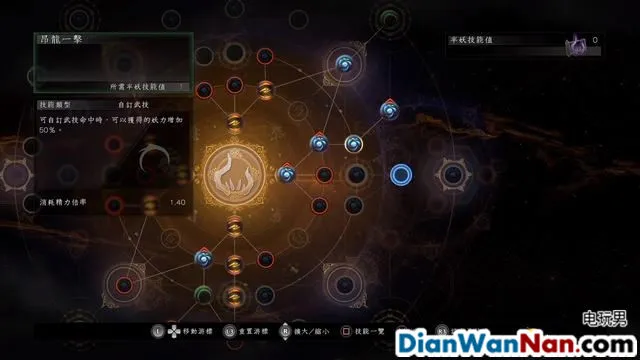 昂龍一擊
半妖技能值 0
所需半妖技能值
技能類型 自訂武技
可自訂武技命中時，可以獲得的妖力增加
50%。
消耗精力倍率 1.40
L 移動游標 L3 重置游標 R 擴大／縮小 技能一覽 R3
电玩男
DianWanNan.com